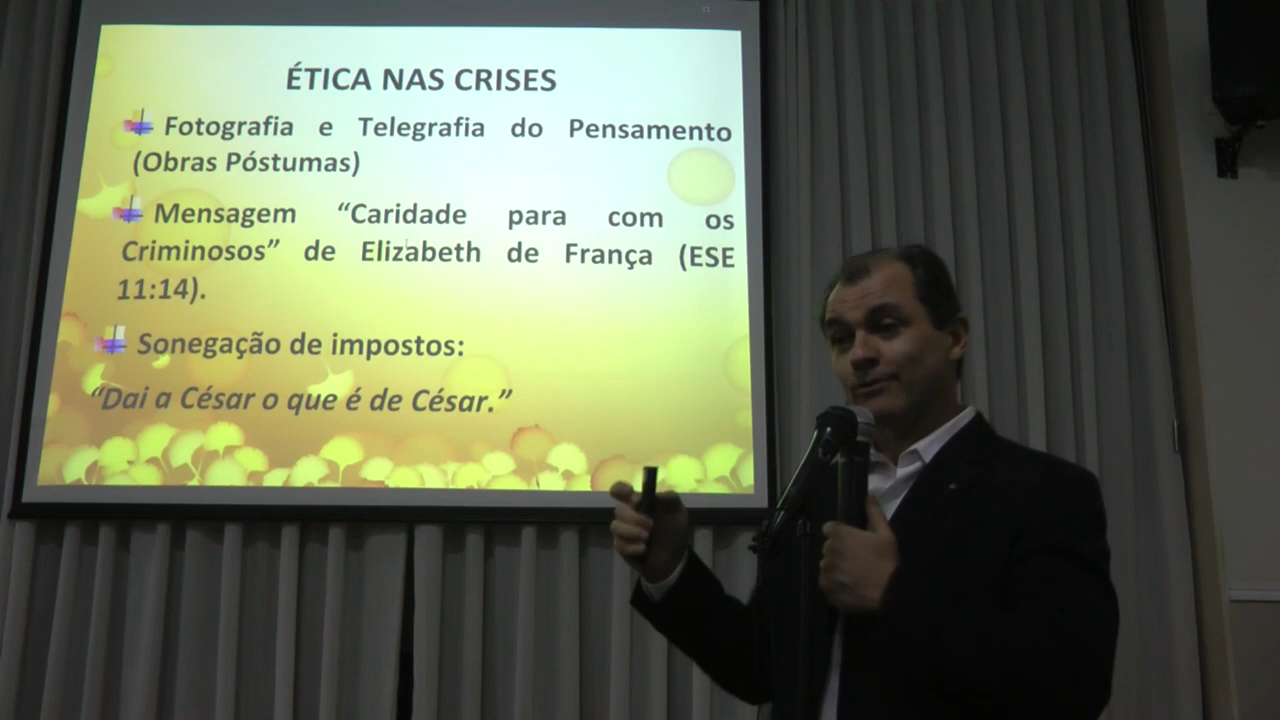 ÉTICA NAS CRISES
Fotografia e Telegrafia do Pensamento
(Obras Póstumas)
Mensagem “Caridade para com os
Criminosos” de Elizabeth de França (ESE
11:14).
Sonegação de impostos:
“Dai a César o que é de César.”